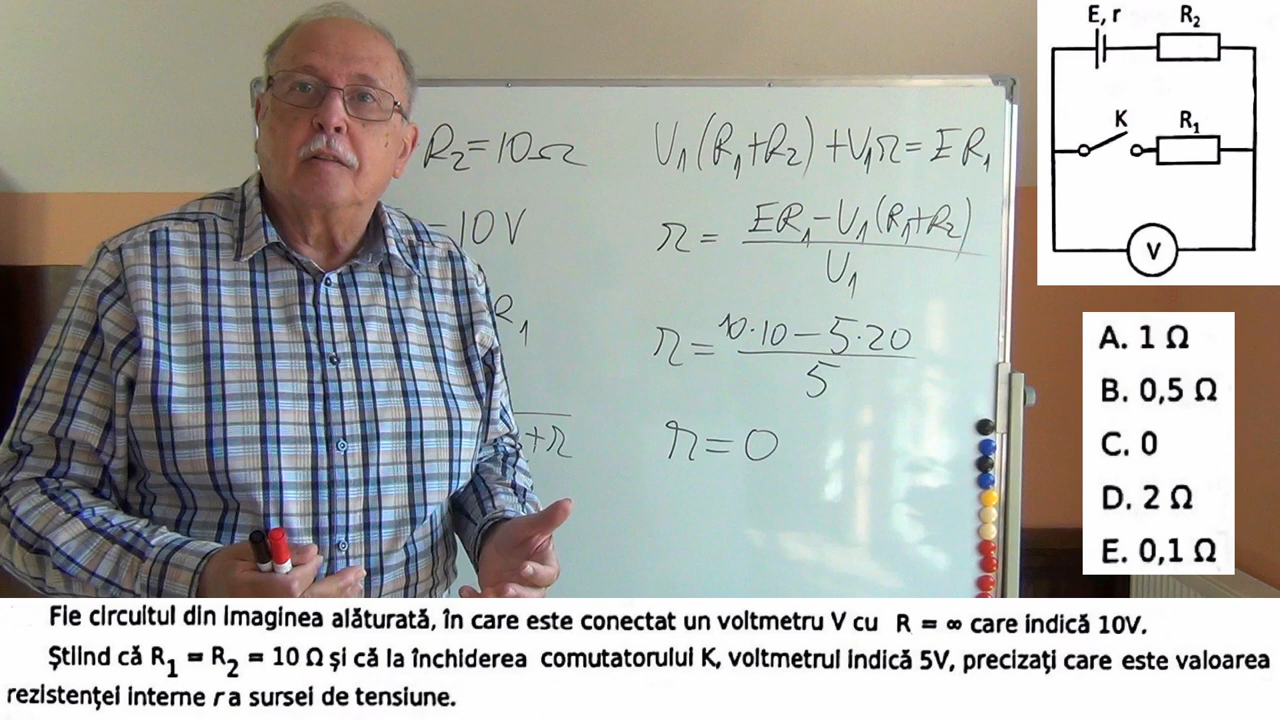 R₂=10Ω
=10V
R₁
+r
U₁(R₁+R₂)+U₁r=ER₁
r= ER₁-U₁(R₁+R₂) / U₁
r= 10·10-5·20 / 5
r=0
E, r
R₂
K
R₁
V
A. 1 Ω
B. 0,5 Ω
C. 0
D. 2 Ω
E. 0,1 Ω
Fie circuitul din imaginea alăturată, în care este conectat un voltmetru V cu R = ∞ care indică 10V.
Știind că R₁ = R₂ = 10 Ω și că la închiderea comutatorului K, voltmetrul indică 5V, precizați care este valoarea
rezistenței interne r a sursei de tensiune.